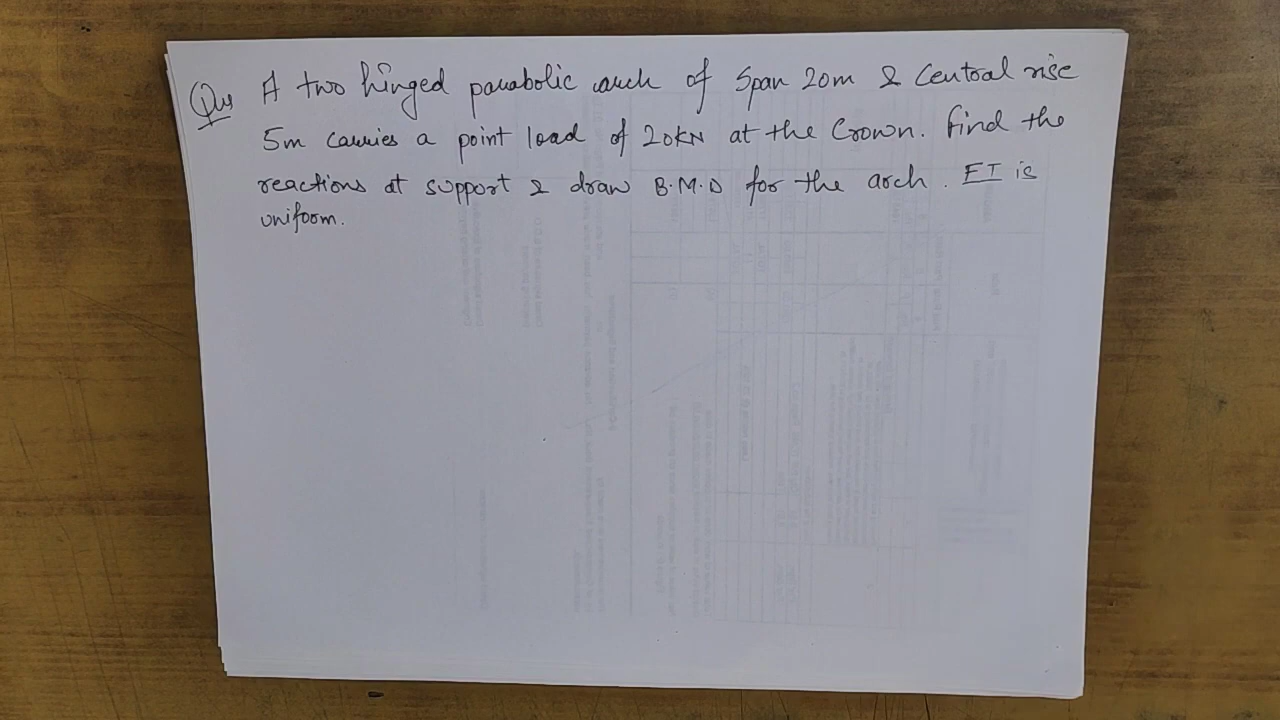 Qus A two hinged parabolic arch of Span 20m & Central rise
5m carries a point load of 20KN at the Crown. find the
reactions at support & draw B.M.D for the arch. EI is
uniform.